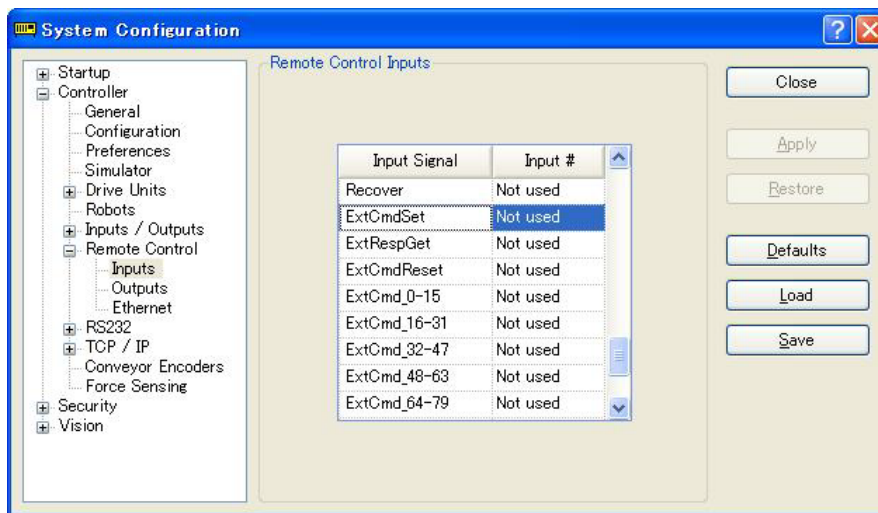 System Configuration
Startup
Controller
General
Configuration
Preferences
Simulator
Drive Units
Robots
Inputs / Outputs
Remote Control
Inputs
Outputs
Ethernet
RS232
TCP / IP
Conveyor Encoders
Force Sensing
Security
Vision
Remote Control Inputs
Input Signal Input #
Recover Not used
ExtCmdSet Not used
ExtRespGet Not used
ExtCmdReset Not used
ExtCmd_0-15 Not used
ExtCmd_16-31 Not used
ExtCmd_32-47 Not used
ExtCmd_48-63 Not used
ExtCmd_64-79 Not used
Close
Apply
Restore
Defaults
Load
Save